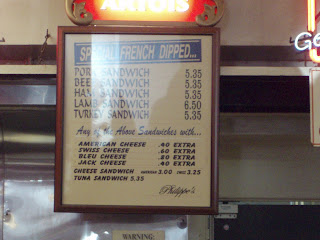 ARTOIS
SPECIAL FRENCH DIPPED...
PORK SANDWICH 5.35
BEEF SANDWICH 5.35
HAM SANDWICH 5.35
LAMB SANDWICH 6.50
TURKEY SANDWICH 5.35
Any of the Above Sandwiches with...
AMERICAN CHEESE .40 EXTRA
SWISS CHEESE .60 EXTRA
BLEU CHEESE .80 EXTRA
JACK CHEESE .40 EXTRA
CHEESE SANDWICH AMERICAN 3.00 SWISS 3.25
TUNA SANDWICH 5.35
Philippe's
WARNING: